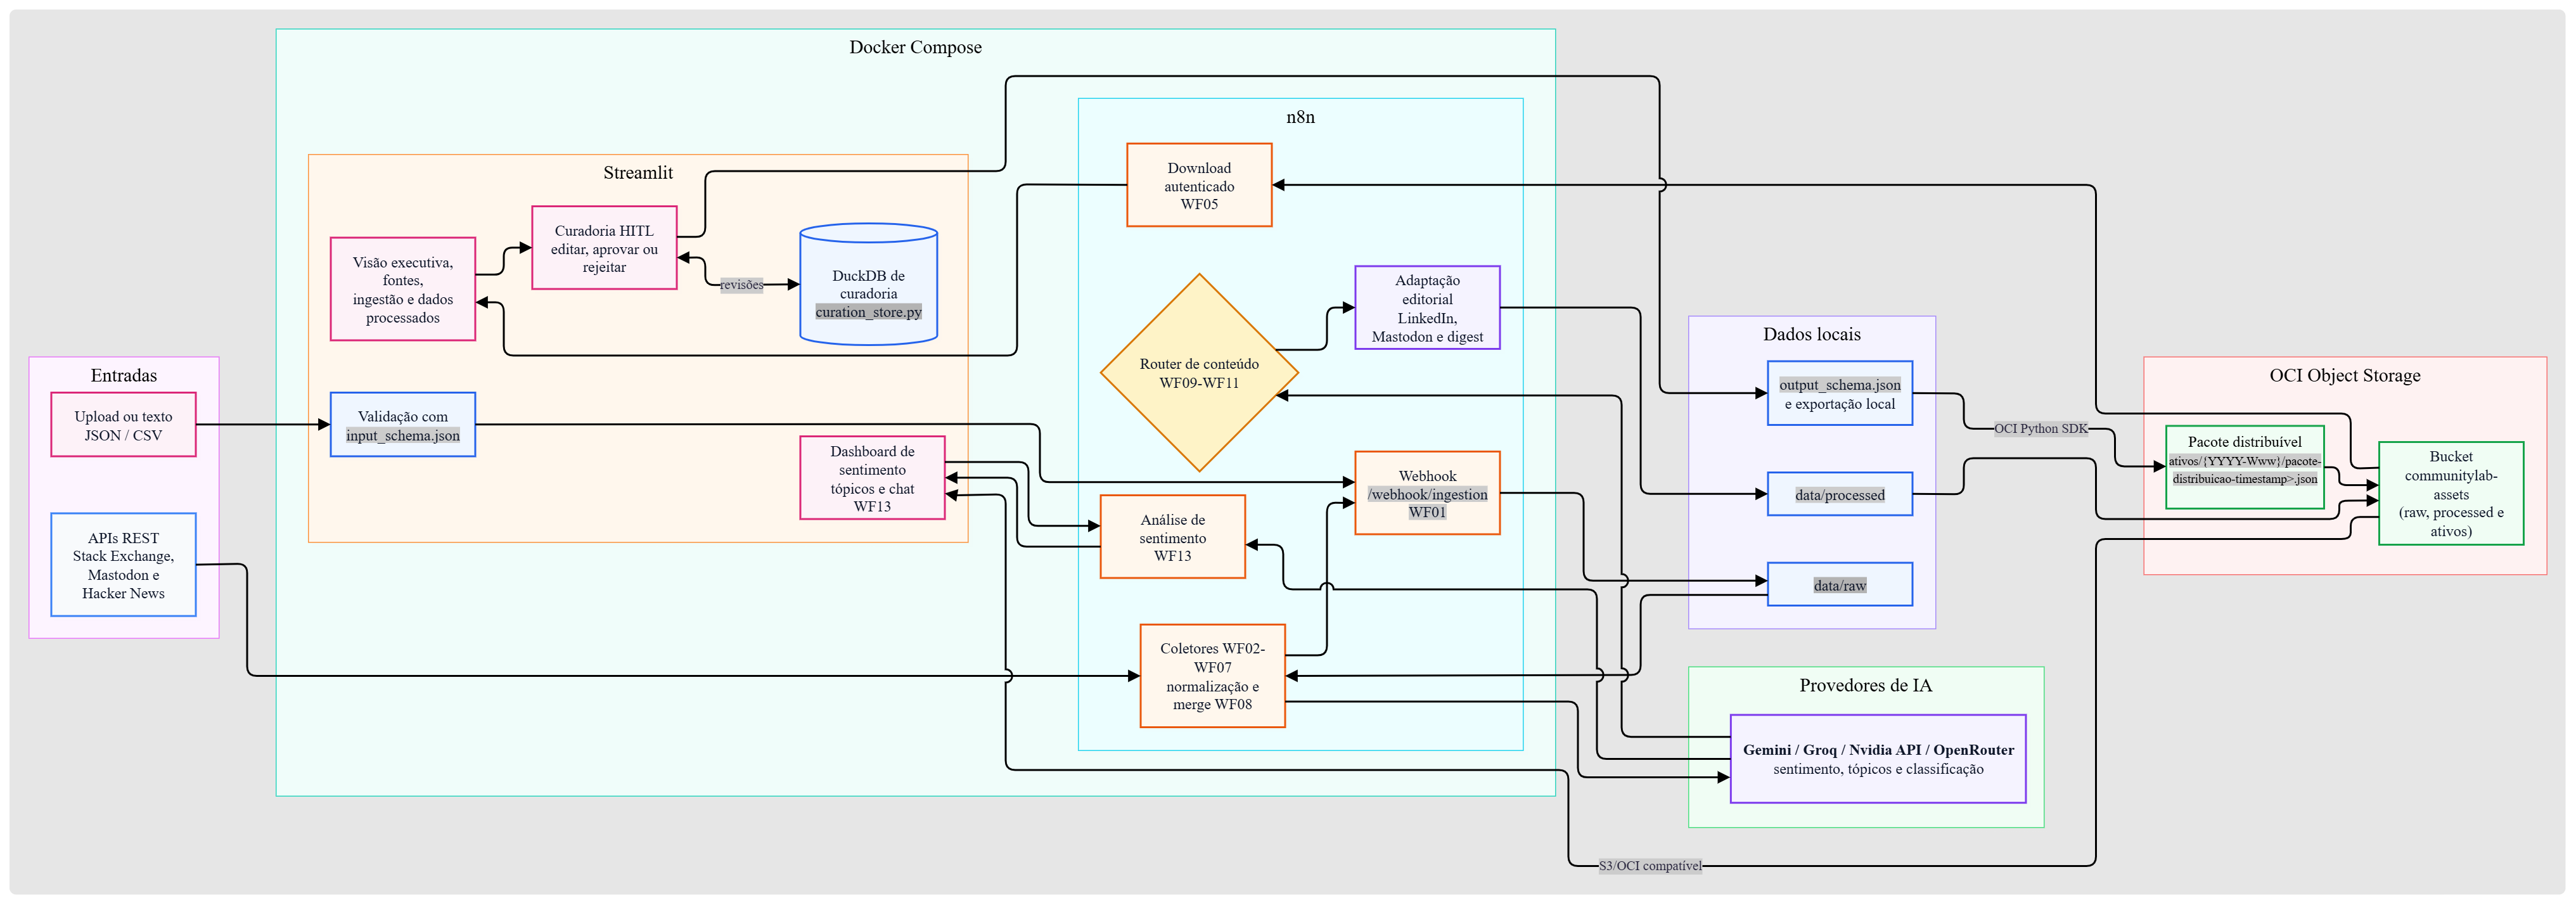 Docker Compose
n8n
Streamlit
Download
autenticado
WF05
Curadoria HITL
editar, aprovar ou
rejeitar
Visão executiva,
fontes,
ingestão e dados
processados
revisões
DuckDB de
curadoria
curation_store.py
Adaptação
editorial
LinkedIn,
Mastodon e digest
Router de conteúdo
WF09-WF11
Entradas
Upload ou texto
JSON / CSV
Validação com
input_schema.json
Dashboard de
sentimento
tópicos e chat
WF13
Webhook
/webhook/ingestion
WF01
Análise de
sentimento
WF13
APIs REST
Stack Exchange,
Mastodon e
Hacker News
Coletores WF02-
WF07
normalização e
merge WF08
Dados locais
output_schema.json
e exportação local
data/processed
data/raw
OCI Python SDK
OCI Object Storage
Pacote distribuível
ativos/{YYYY-Www}/pacote-
distribuicao-timestamp>.json
Bucket
communitylab-
assets
(raw, processed e
ativos)
Provedores de IA
Gemini / Groq / Nvidia API / OpenRouter
sentimento, tópicos e classificação
S3/OCI compatível